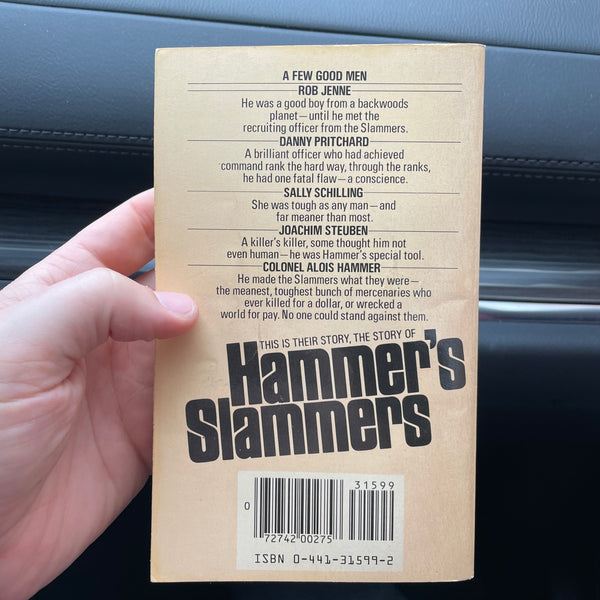 A FEW GOOD MEN
ROB JENNE
He was a good boy from a backwoods
planet—until he met the
recruiting officer from the Slammers.
DANNY PRITCHARD
A brilliant officer who had achieved
command rank the hard way, through the ranks,
he had one fatal flaw—a conscience.
SALLY SCHILLING
She was tough as any man—and
far meaner than most.
JOACHIM STEUBEN
A killer's killer, some thought him not
even human—he was Hammer's special tool.
COLONEL ALOIS HAMMER
He made the Slammers what they were—
the meanest, toughest bunch of mercenaries who
ever killed for a dollar, or wrecked a
world for pay. No one could stand against them.
THIS IS THEIR STORY, THE STORY OF
Hammer's
Slammers
31599
0
72742 00275
ISBN 0-441-31599-2